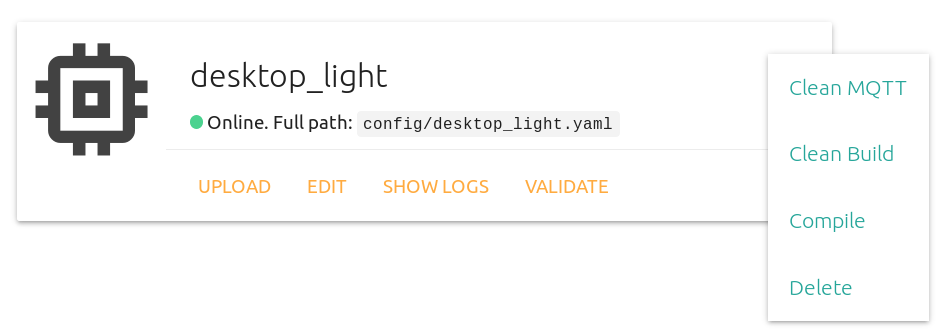 desktop_light
Online. Full path: config/desktop_light.yaml
UPLOAD EDIT SHOW LOGS VALIDATE
Clean MQTT
Clean Build
Compile
Delete